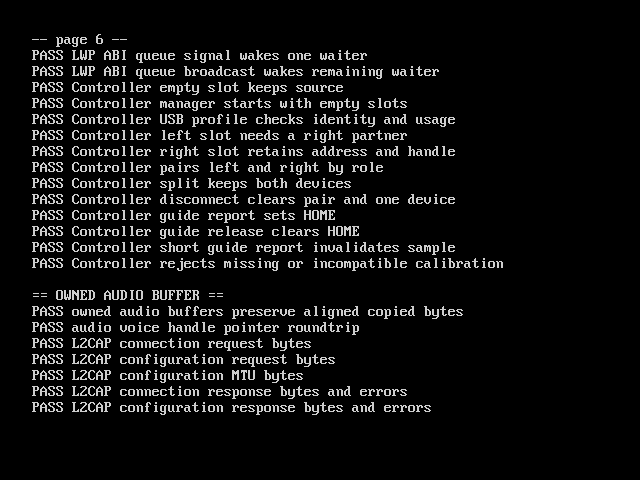 -- page 6 --
PASS LWP ABI queue signal wakes one waiter
PASS LWP ABI queue broadcast wakes remaining waiter
PASS Controller empty slot keeps source
PASS Controller manager starts with empty slots
PASS Controller USB profile checks identity and usage
PASS Controller left slot needs a right partner
PASS Controller right slot retains address and handle
PASS Controller pairs left and right by role
PASS Controller split keeps both devices
PASS Controller disconnect clears pair and one device
PASS Controller guide report sets HOME
PASS Controller guide release clears HOME
PASS Controller short guide report invalidates sample
PASS Controller rejects missing or incompatible calibration
== OWNED AUDIO BUFFER ==
PASS owned audio buffers preserve aligned copied bytes
PASS audio voice handle pointer roundtrip
PASS L2CAP connection request bytes
PASS L2CAP configuration request bytes
PASS L2CAP configuration MTU bytes
PASS L2CAP connection response bytes and errors
PASS L2CAP configuration response bytes and errors